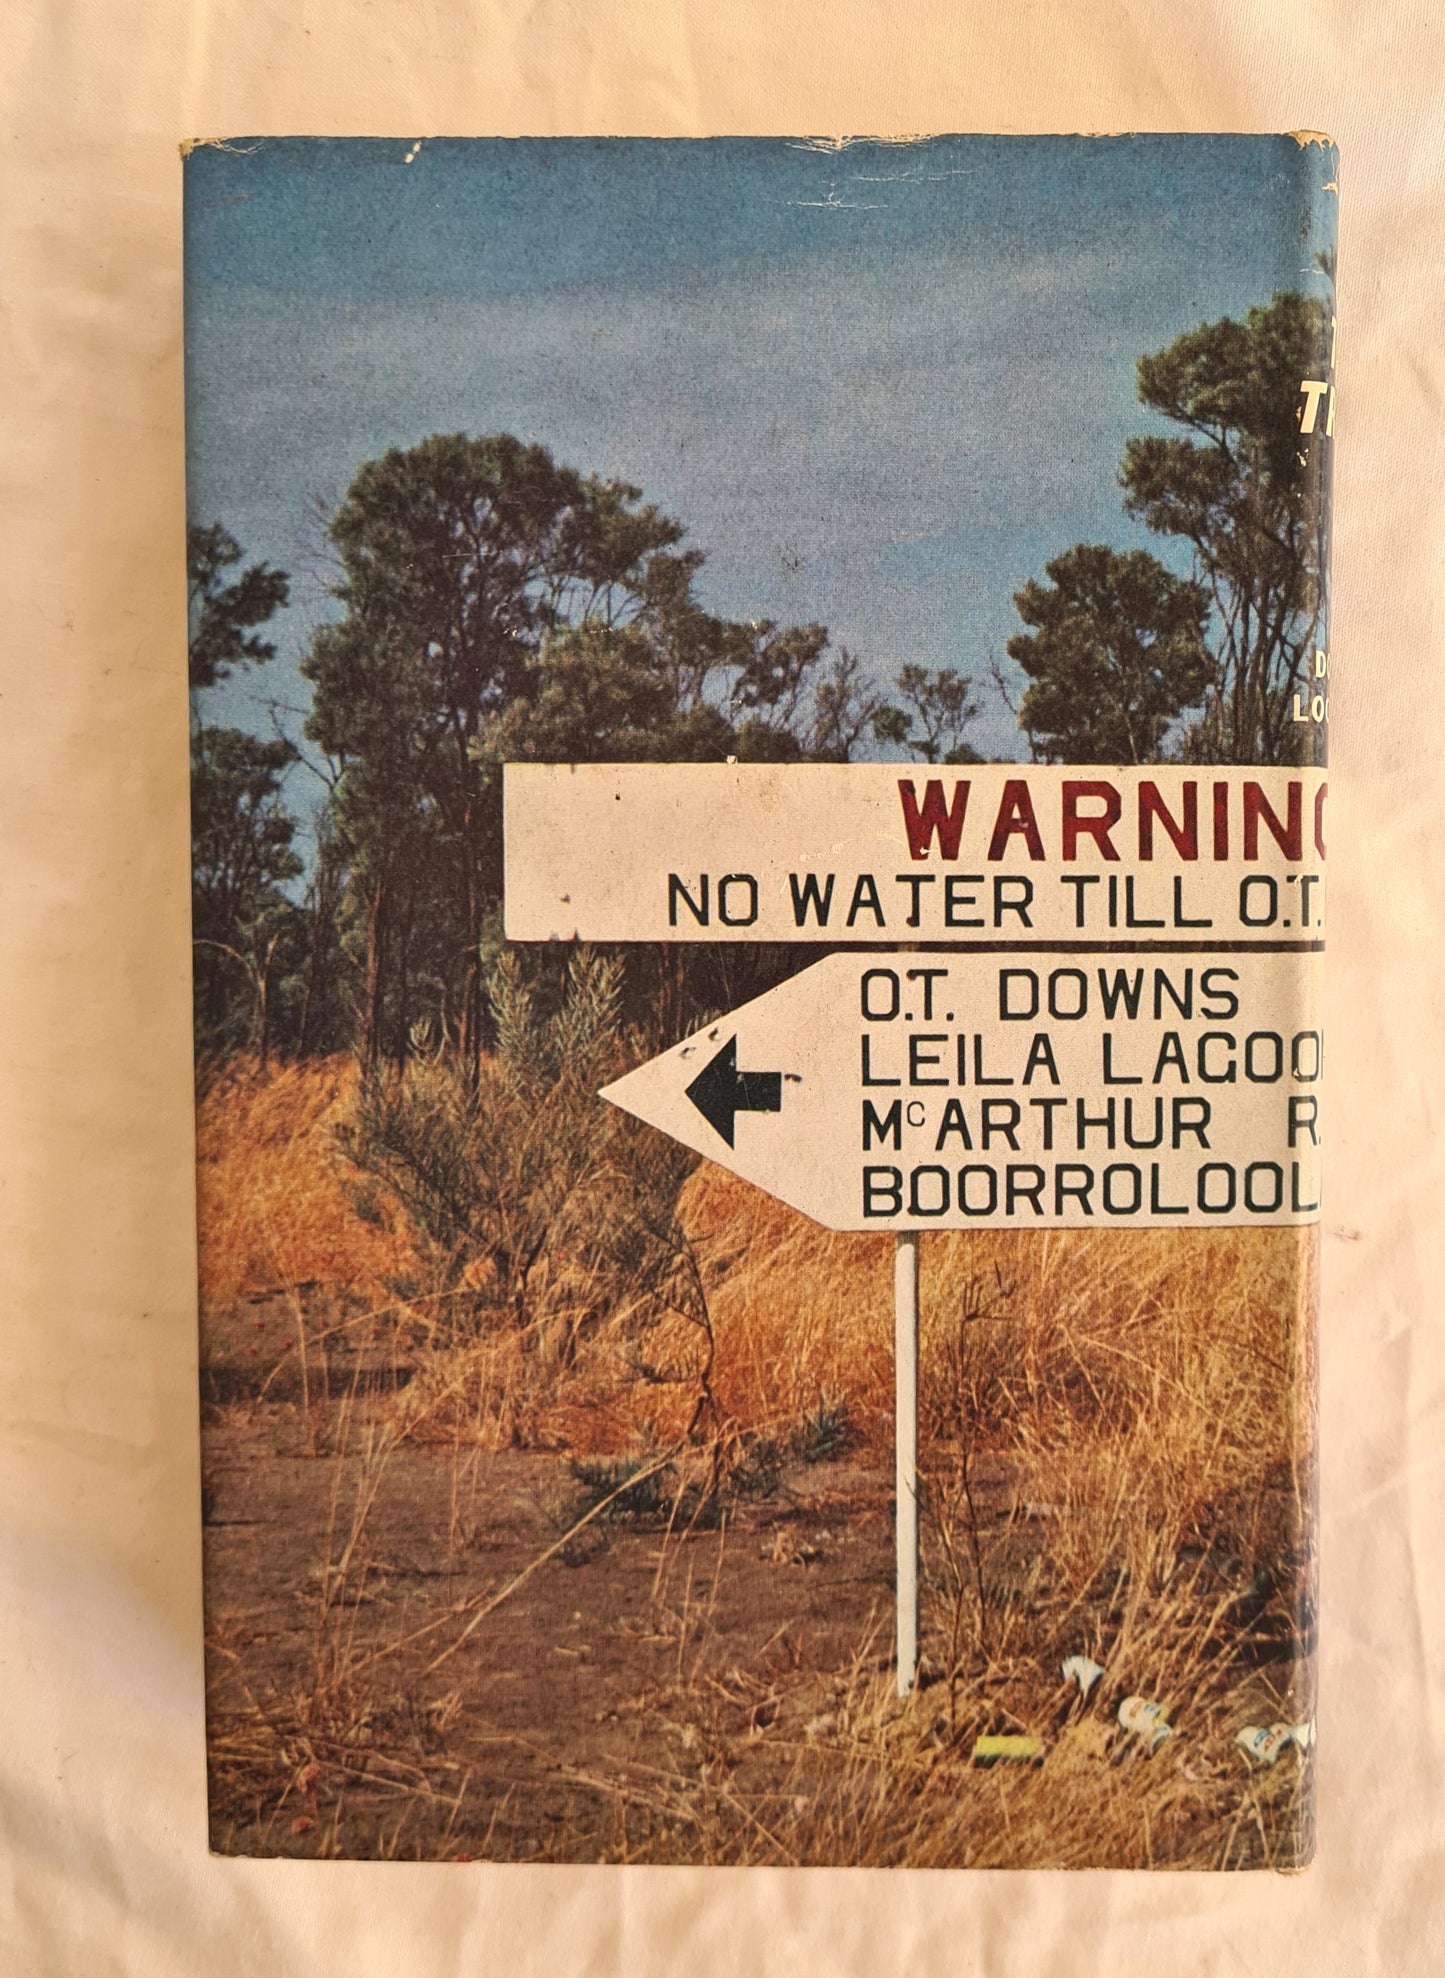 WARNING
NO WATER TILL O.T.
O.T. DOWNS
LEILA LAGOO
McARTHUR R.
BOORROLOOL